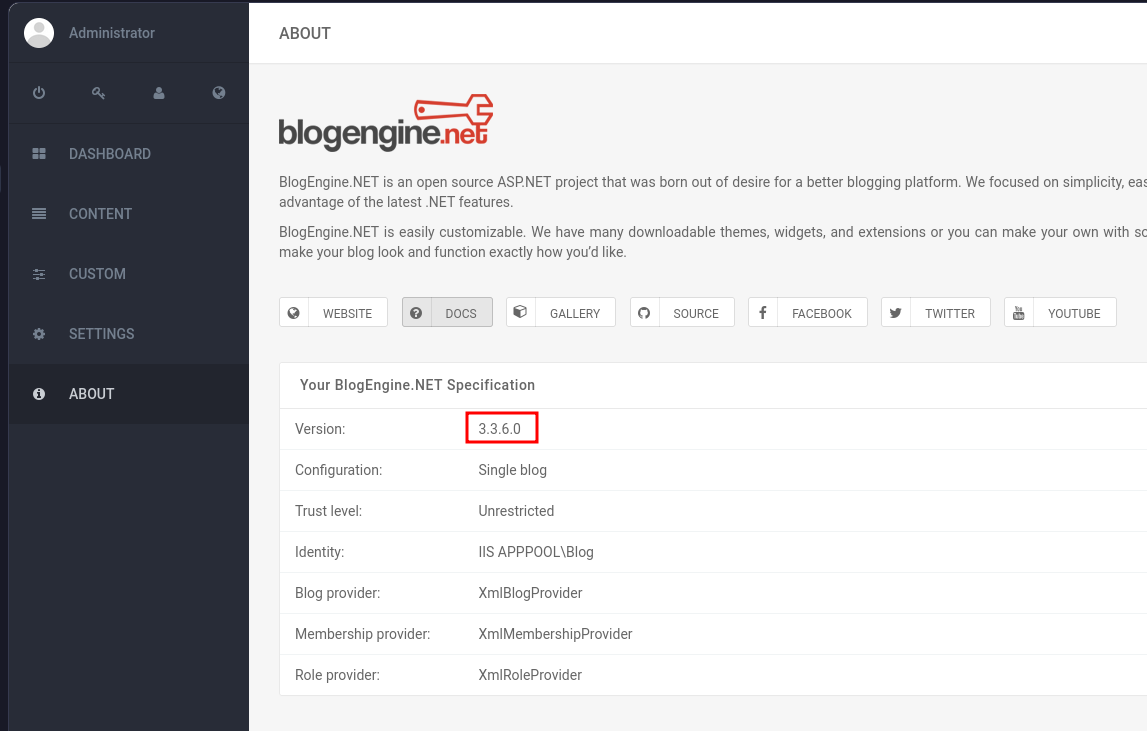 Administrator
DASHBOARD
CONTENT
CUSTOM
SETTINGS
ABOUT
ABOUT
blogengine.net
BlogEngine.NET is an open source ASP.NET project that was born out of desire for a better blogging platform. We focused on simplicity, eas
advantage of the latest .NET features.
BlogEngine.NET is easily customizable. We have many downloadable themes, widgets, and extensions or you can make your own with so
make your blog look and function exactly how you'd like.
WEBSITE DOCS GALLERY SOURCE FACEBOOK TWITTER YOUTUBE
Your BlogEngine.NET Specification
Version: 3.3.6.0
Configuration: Single blog
Trust level: Unrestricted
Identity: IIS APPPOOL\Blog
Blog provider: XmlBlogProvider
Membership provider: XmlMembershipProvider
Role provider: XmlRoleProvider